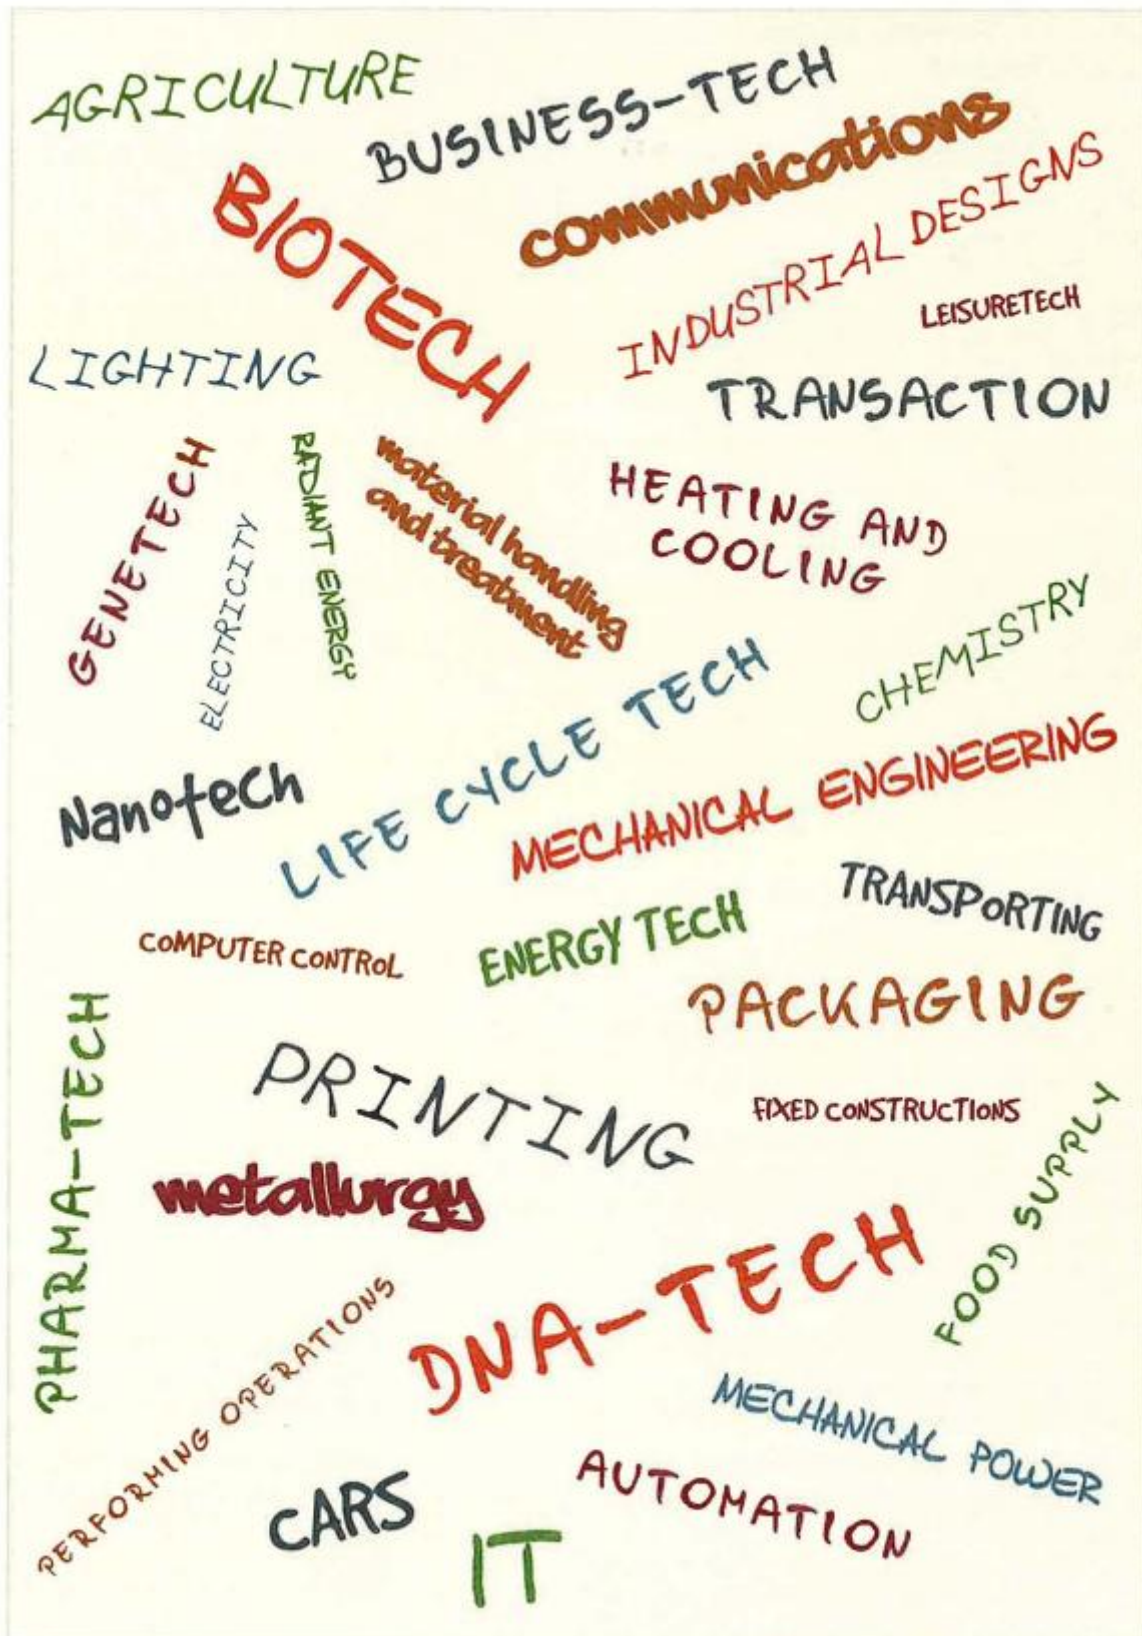 AGRICULTURE
BUSINESS-TECH
communications
BIOTECH
INDUSTRIAL DESIGNS
LEISURETECH
LIGHTING
TRANSACTION
GENETECH
ELECTRICITY
RADIANT ENERGY
material handling
and treatment
HEATING AND
COOLING
CHEMISTRY
LIFE CYCLE TECH
Nanotech
MECHANICAL ENGINEERING
TRANSPORTING
COMPUTER CONTROL
ENERGY TECH
PACKAGING
PHARMA-TECH
PRINTING
FIXED CONSTRUCTIONS
FOOD SUPPLY
metallurgy
DNA-TECH
PERFORMING OPERATIONS
MECHANICAL POWER
CARS
AUTOMATION
IT